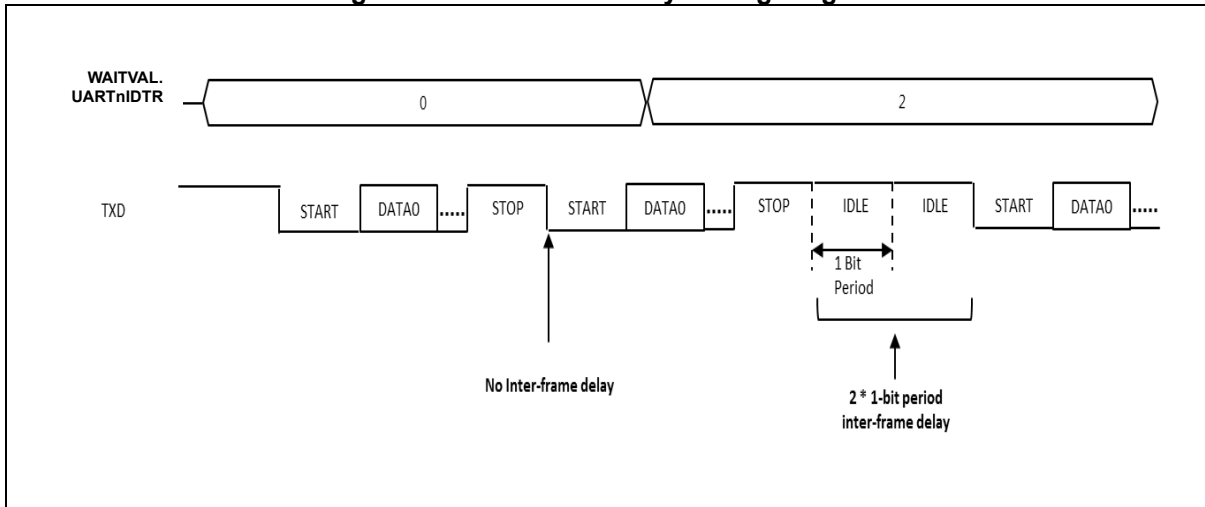 WAITVAL.
UARTnIDTR
0
2
TXD
START DATA0 ..... STOP START DATA0 ..... STOP IDLE IDLE START DATA0 .....
1 Bit
Period
No Inter-frame delay
2 * 1-bit period
inter-frame delay